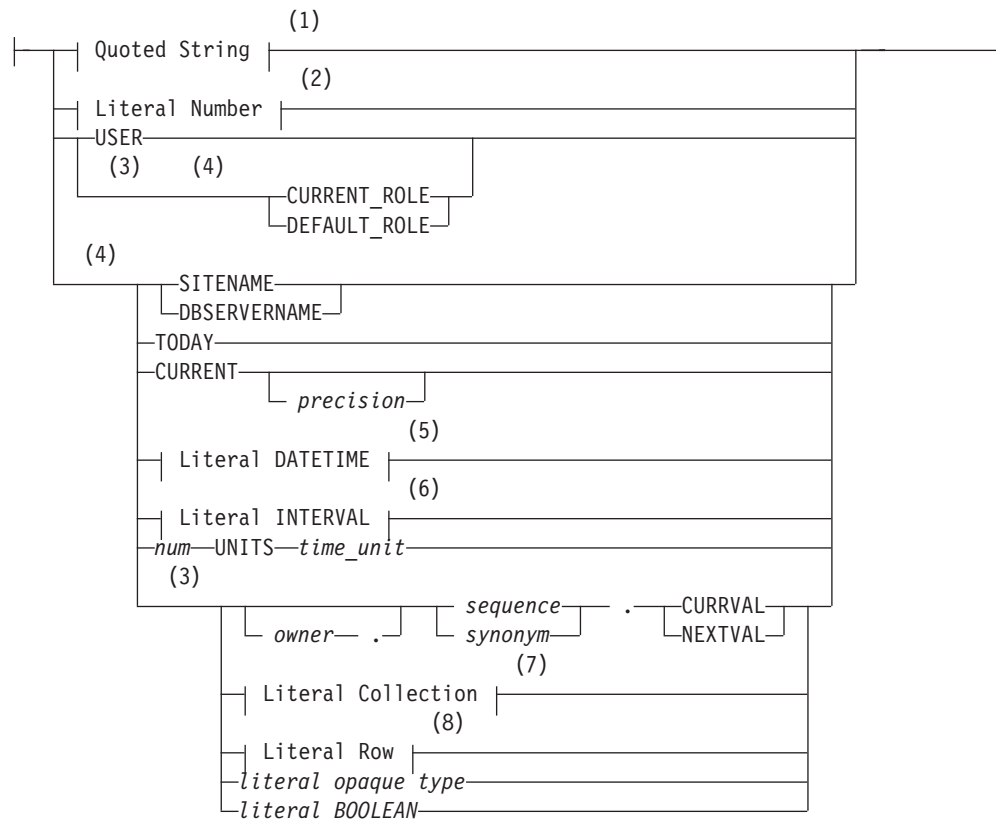 (1)
Quoted String
(2)
Literal Number
USER
(3) (4)
CURRENT_ROLE
DEFAULT_ROLE
(4)
SITENAME
DBSERVERNAME
TODAY
CURRENT
precision
(5)
Literal DATETIME
(6)
Literal INTERVAL
num UNITS time_unit
(3)
sequence . CURRVAL
owner . synonym NEXTVAL
(7)
Literal Collection
(8)
Literal Row
literal opaque type
literal BOOLEAN